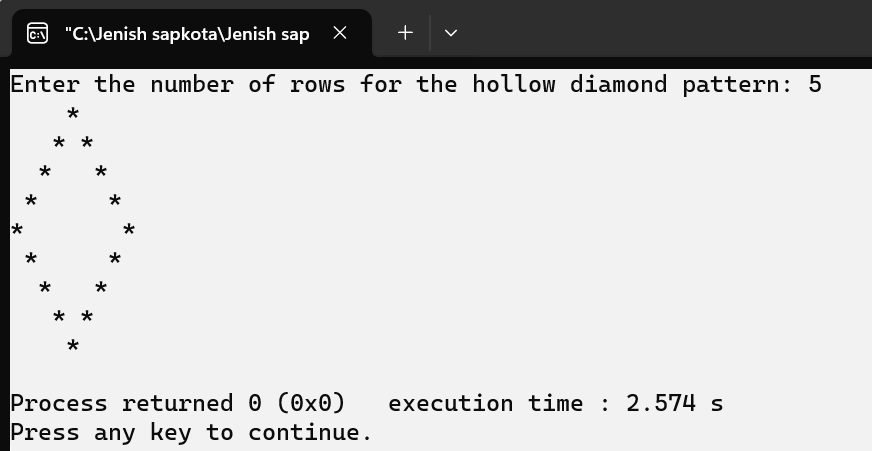 "C:\Jenish sapkota\Jenish sap
Enter the number of rows for the hollow diamond pattern: 5
    *
   * *
  *   *
 *     *
*       *
 *     *
  *   *
   * *
    *
Process returned 0 (0x0)   execution time : 2.574 s
Press any key to continue.